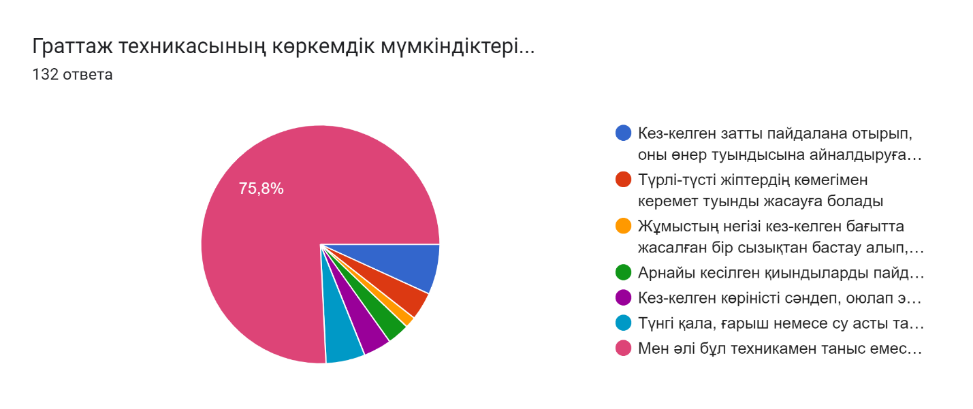 Граттаж техникасының көркемдік мүмкіндіктері...
132 ответа
75,8%
Кез-келген затты пайдалана отырып,
оны өнер туындысына айналдыруға…
Түрлі-түсті жіптердің көмегімен
керемет туынды жасауға болады
Жұмыстың негізі кез-келген бағытта
жасалған бір сызықтан бастау алып,…
Арнайы кесілген қиындыларды пайд…
Кез-келген көріністі сәндеп, оюлап э…
Түнгі қала, ғарыш немесе су асты та…
Мен әлі бұл техникамен таныс емес…